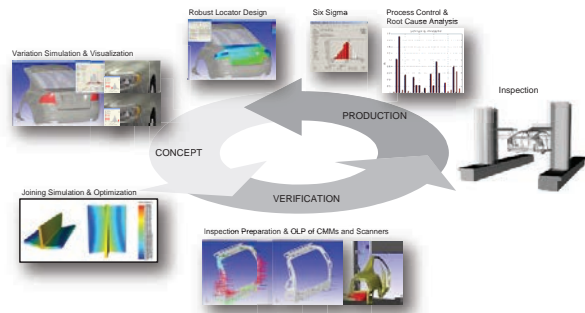 Robust Locator Design
Six Sigma
Process Control &
Root Cause Analysis
Variation Simulation & Visualization
Inspection
PRODUCTION
CONCEPT
VERIFICATION
Joining Simulation & Optimization
Inspection Preparation & OLP of CMMs and Scanners